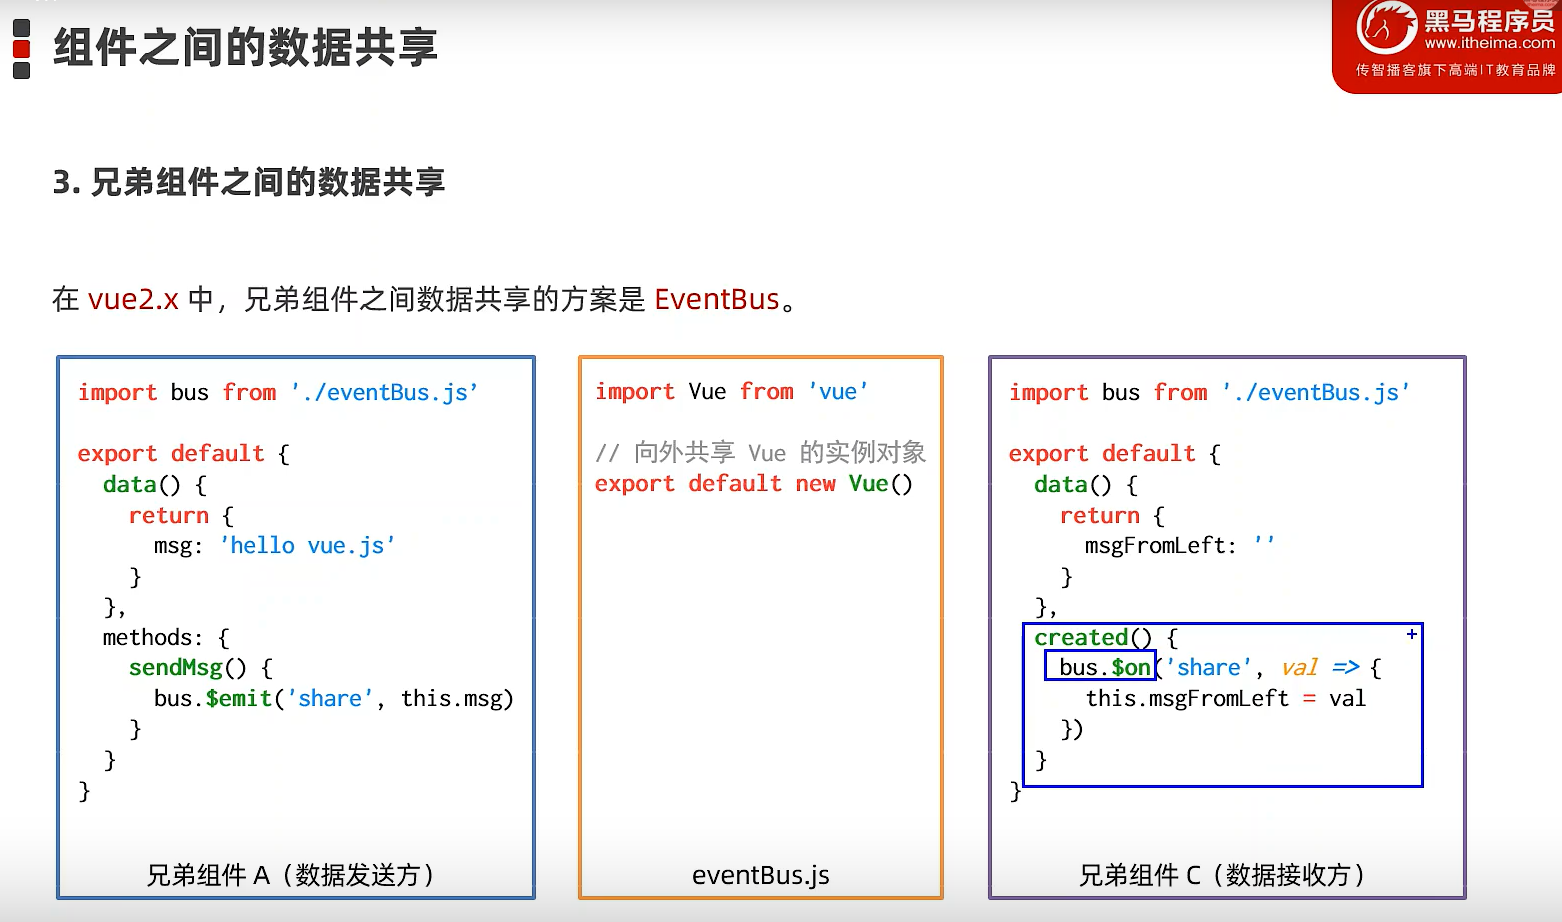 组件之间的数据共享
黑马程序员
www.itheima.com
传智播客旗下高端IT教育品牌
3. 兄弟组件之间的数据共享
在 vue2.x 中，兄弟组件之间数据共享的方案是 EventBus。
import bus from './eventBus.js’
export default {
data() {
return {
msg: 'hello vue.js’
}
},
methods: {
sendMsg() {
bus.$emit('share’, this.msg)
}
}
}
兄弟组件 A（数据发送方）
import Vue from 'vue’
// 向外共享 Vue 的实例对象
export default new Vue()
eventBus.js
import bus from './eventBus.js’
export default {
data() {
return {
msgFromLeft: ''
}
},
created() {
bus.$on('share’, val => {
this.msgFromLeft = val
})
}
}
兄弟组件 C（数据接收方）